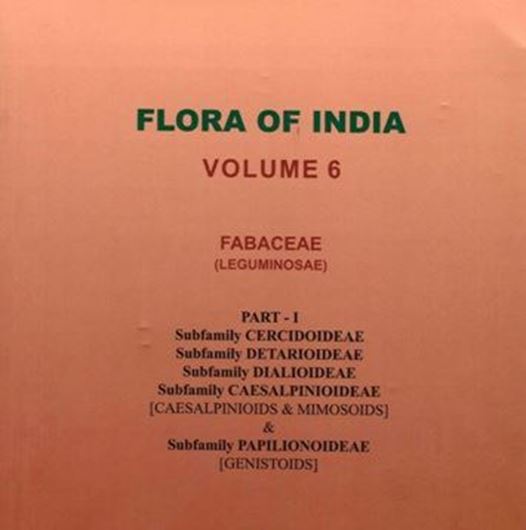 FLORA OF INDIA
VOLUME 6
FABACEAE
(LEGUMINOSAE)
PART - I
Subfamily CERCIDOIDEAE
Subfamily DETARIOIDEAE
Subfamily DIALIOIDEAE
Subfamily CAESALPINIOIDEAE
[CAESALPINIOIDS & MIMOSOIDS]
&
Subfamily PAPILIONOIDEAE
[GENISTOIDS]